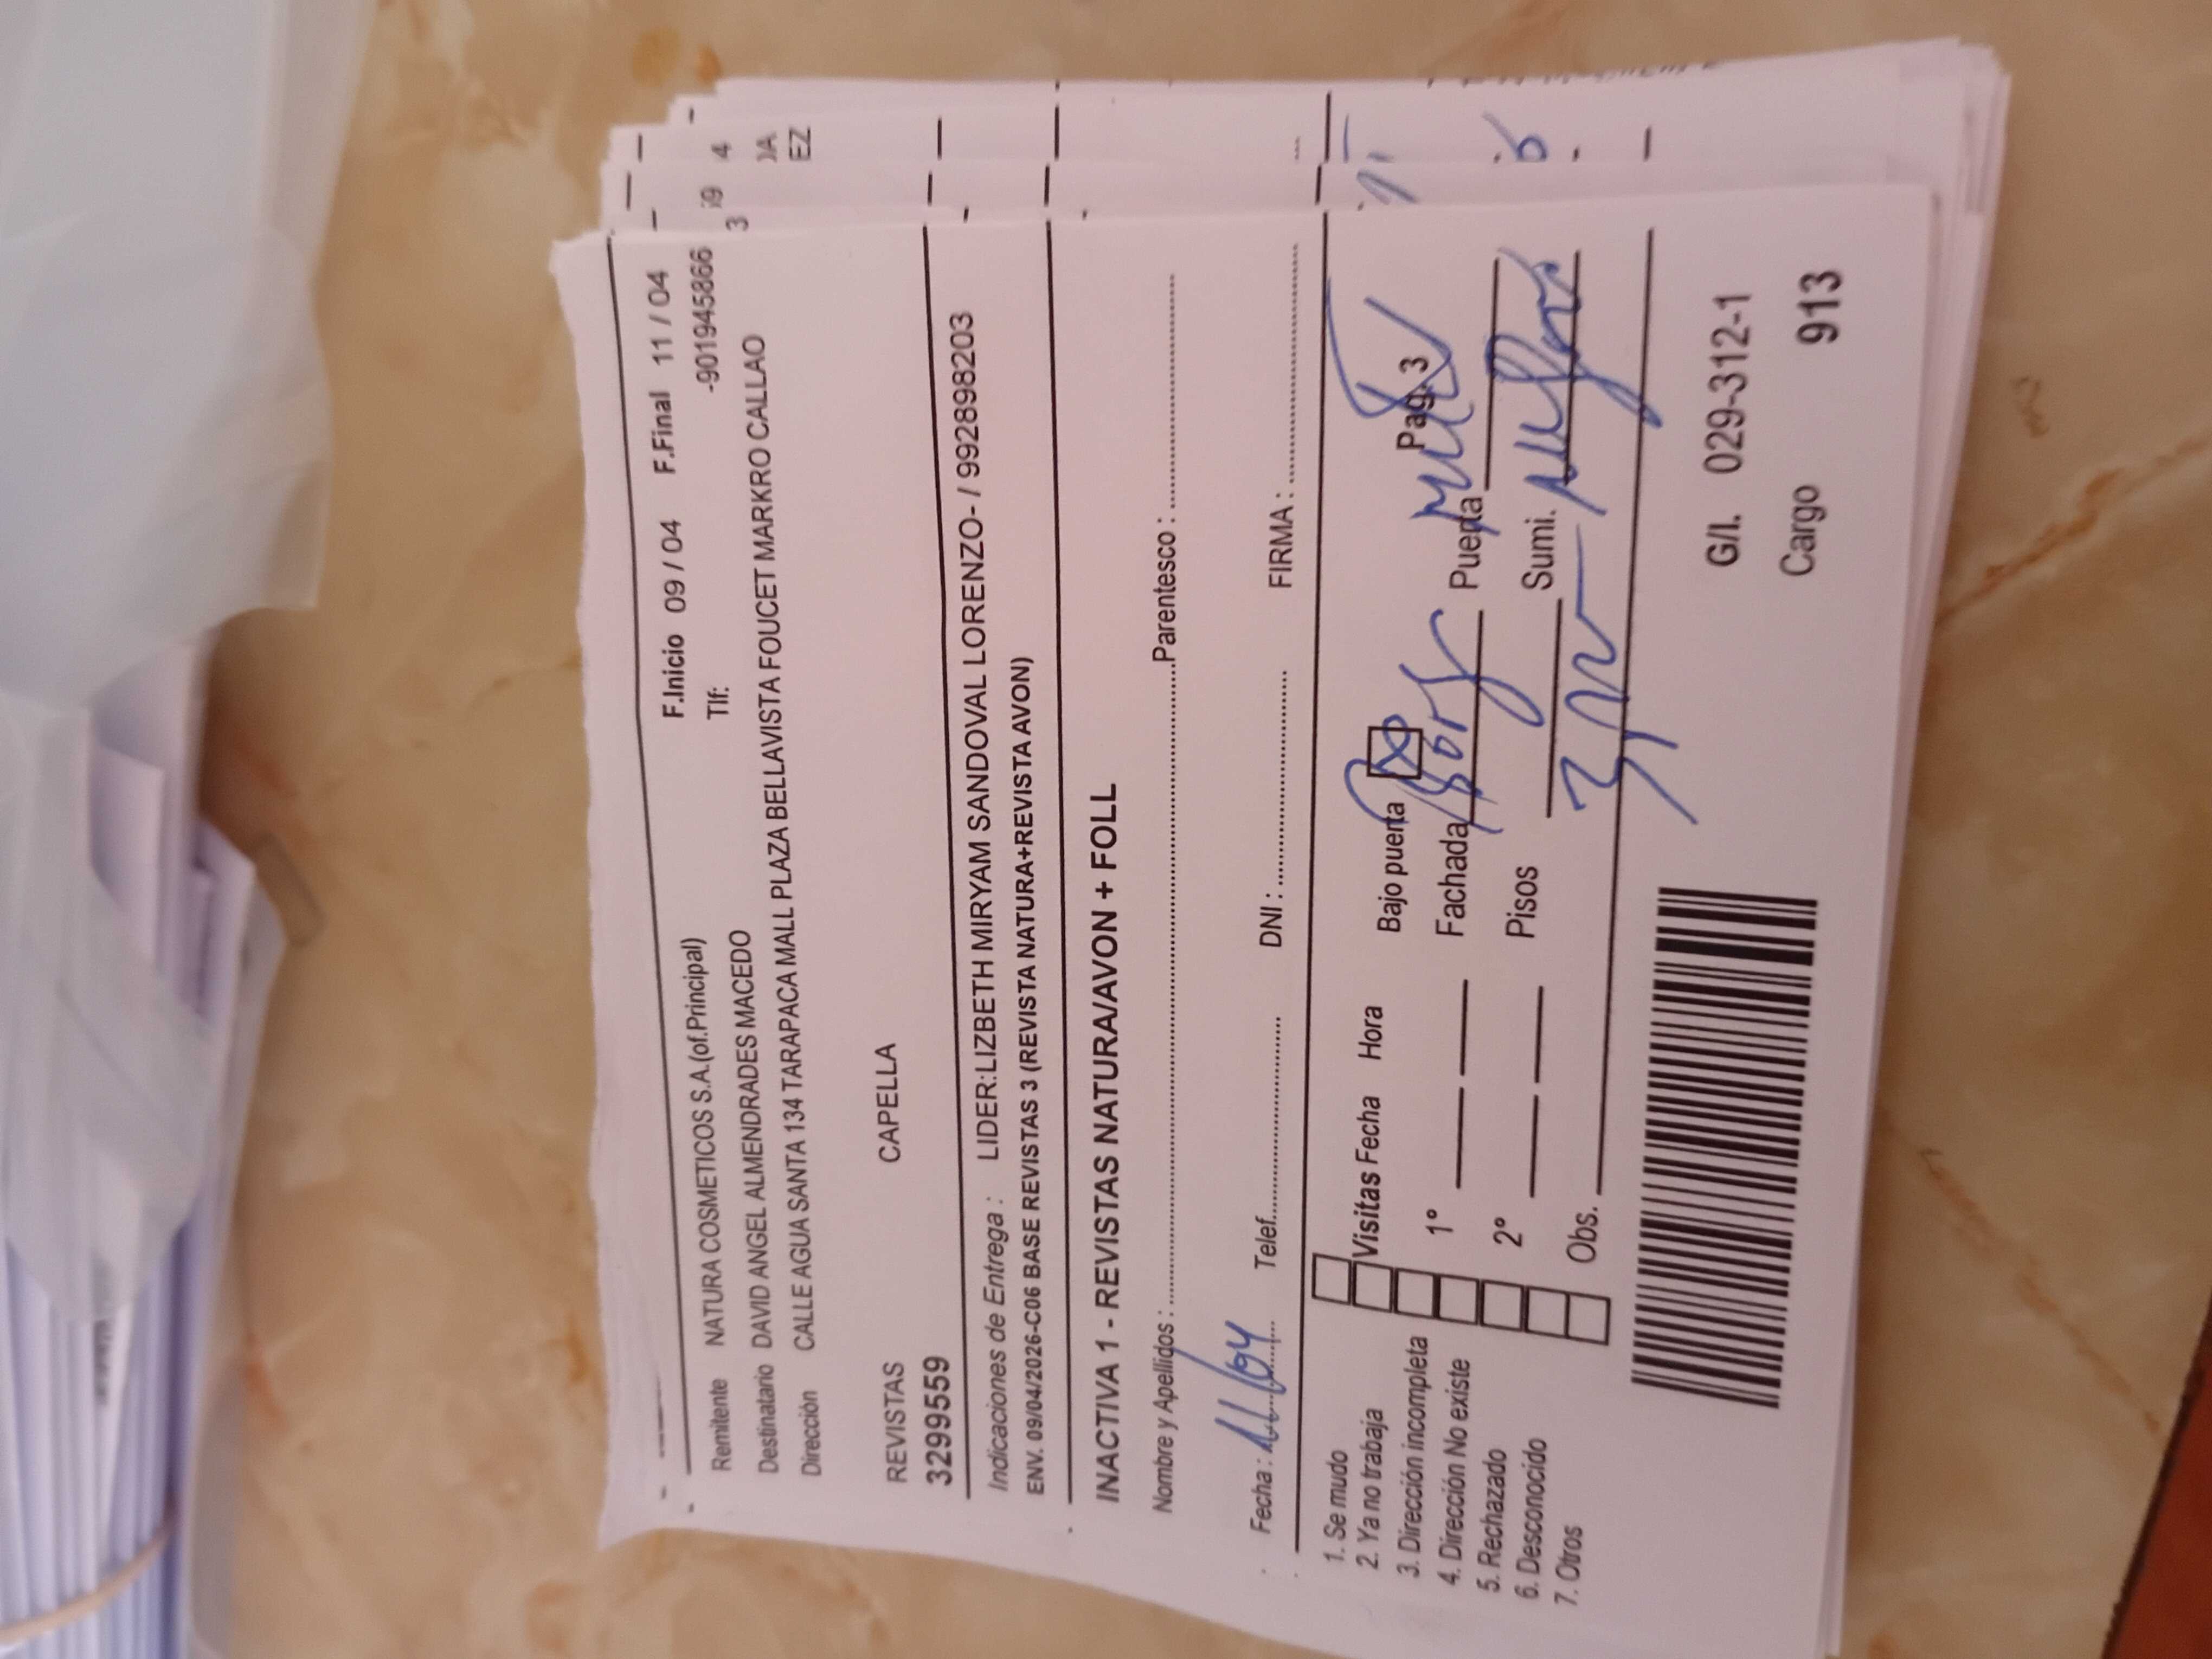 F.Inicio 09 / 04 F.Final 11 / 04
Remitente NATURA COSMETICOS S.A.(of.Principal) Tlf: -901945866
Destinatario DAVID ANGEL ALMENDRADES MACEDO
Dirección CALLE AGUA SANTA 134 TARAPACA MALL PLAZA BELLAVISTA FOUCET MARKRO CALLAO
REVISTAS CAPELLA
3299559
Indicaciones de Entrega : LIDER:LIZBETH MIRYAM SANDOVAL LORENZO- / 992898203
ENV. 09/04/2026-C06 BASE REVISTAS 3 (REVISTA NATURA+REVISTA AVON)
INACTIVA 1 - REVISTAS NATURA/AVON + FOLL
Nombre y Apellidos : Parentesco :
Fecha : 11/04 Telef. DNI : FIRMA :
1. Se mudo
2. Ya no trabaja
3. Dirección incompleta
4. Dirección No existe
5. Rechazado
6. Desconocido
7. Otros
Visitas Fecha Hora
1°
2°
Obs.
Bajo puerta X Pag. 3
Fachada Puerta
Pisos Sumi.
G/I. 029-312-1
Cargo 913
3 69 4
DA
EZ